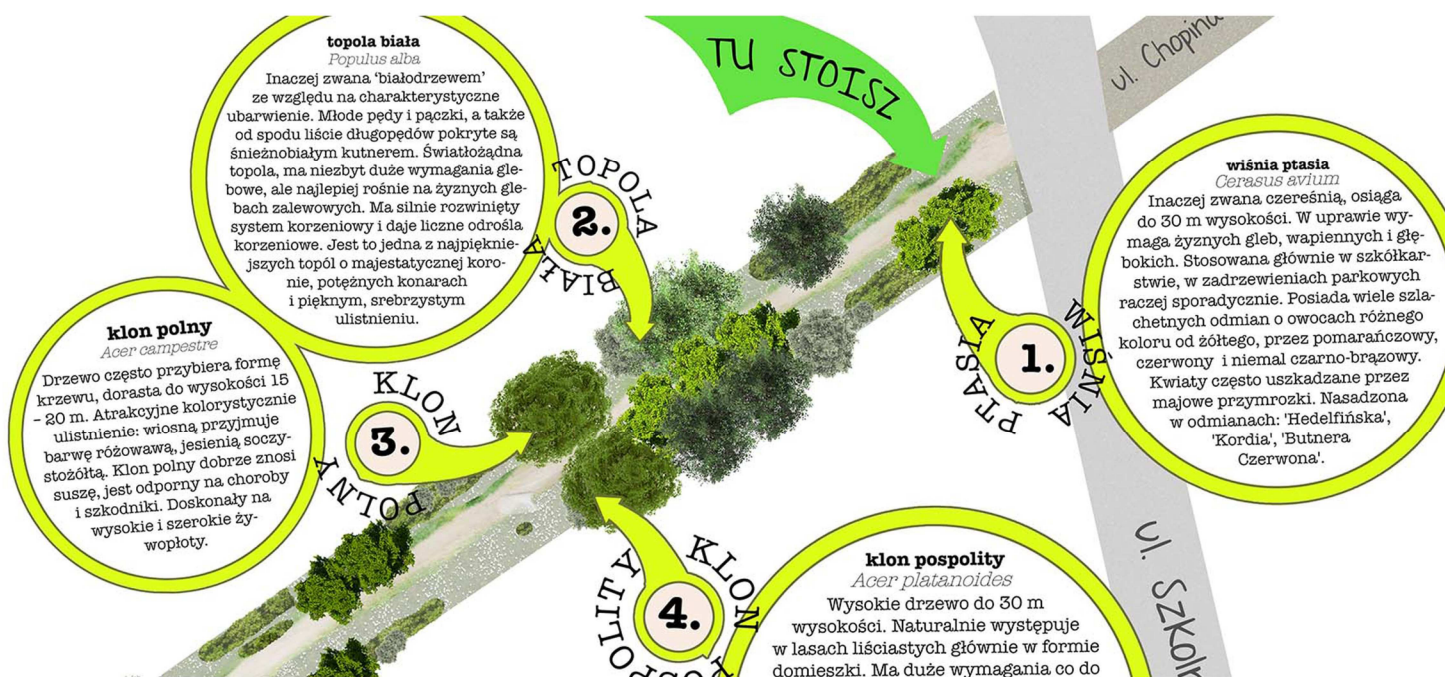 topola biała
Populus alba
Inaczej zwana 'białodrzewem'
ze względu na charakterystyczne
ubarwienie. Młode pędy i pączki, a także
od spodu liście długopędów pokryte są
śnieżnobiałym kutnerem. Światłożądna
topola, ma niezbyt duże wymagania gle-
bowe, ale najlepiej rośnie na żyznych gle-
bach zalewowych. Ma silnie rozwinięty
system korzeniowy i daje liczne odrośla
korzeniowe. Jest to jedna z najpięknie-
jszych topól o majestatycznej koro-
nie, potężnych konarach
i pięknym, srebrzystym
ulistnieniu.
TU STOISZ
ul. Chopina
TOPOLA
2.
BIAŁA
wiśnia ptasia
Cerasus avium
Inaczej zwana czereśnią, osiąga
do 30 m wysokości. W uprawie wy-
maga żyznych gleb, wapiennych i głę-
bokich. Stosowana głównie w szkółkar-
stwie, w zadrzewieniach parkowych
raczej sporadycznie. Posiada wiele szla-
chetnych odmian o owocach różnego
koloru od żółtego, przez pomarańczowy,
czerwony i niemal czarno-brązowy.
Kwiaty często uszkadzane przez
majowe przymrozki. Nasadzona
w odmianach: 'Hedelfińska',
'Kordia', 'Butnera
Czerwona'.
WIŚNIA
1.
PTASIA
klon polny
Acer campestre
Drzewo często przybiera formę
krzewu, dorasta do wysokości 15
– 20 m. Atrakcyjne kolorystycznie
ulistnienie: wiosną przyjmuje
barwę różowawą, jesienią soczy-
stożółtą. Klon polny dobrze znosi
suszę, jest odporny na choroby
i szkodniki. Doskonały na
wysokie i szerokie ży-
wopłoty.
KLON
3.
POLNY
KLON
4.
POSPOLITY
klon pospolity
Acer platanoides
Wysokie drzewo do 30 m
wysokości. Naturalnie występuje
w lasach liściastych głównie w formie
domieszki. Ma duże wymagania co do
ul. Szkoln